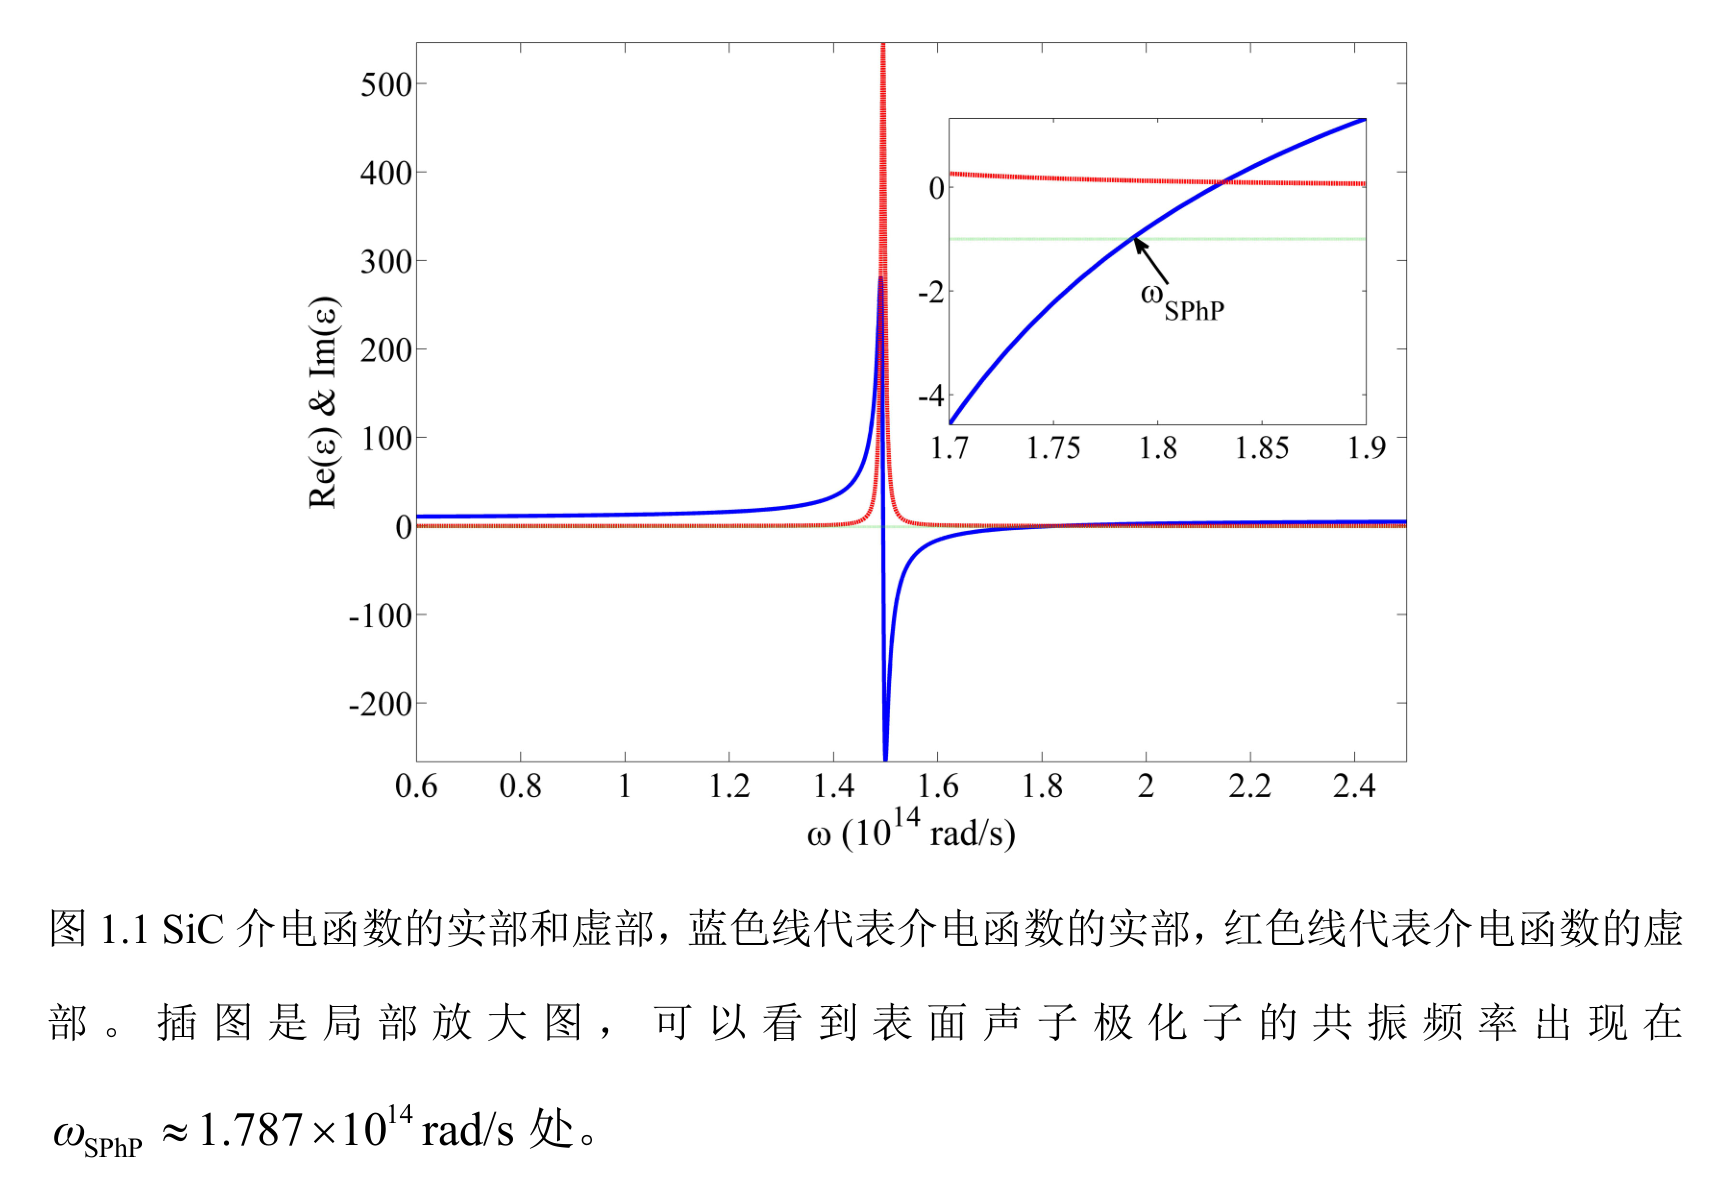 500
400
300
200
100
0
-100
-200
Re(ε) & Im(ε)
0.6 0.8 1 1.2 1.4 1.6 1.8 2 2.2 2.4
ω (10^14 rad/s)
0
-2
-4
1.7 1.75 1.8 1.85 1.9
ω_SPhP
图 1.1 SiC 介电函数的实部和虚部，蓝色线代表介电函数的实部，红色线代表介电函数的虚
部。插图是局部放大图，可以看到表面声子极化子的共振频率出现在
ω_SPhP ≈1.787×10^14 rad/s 处。